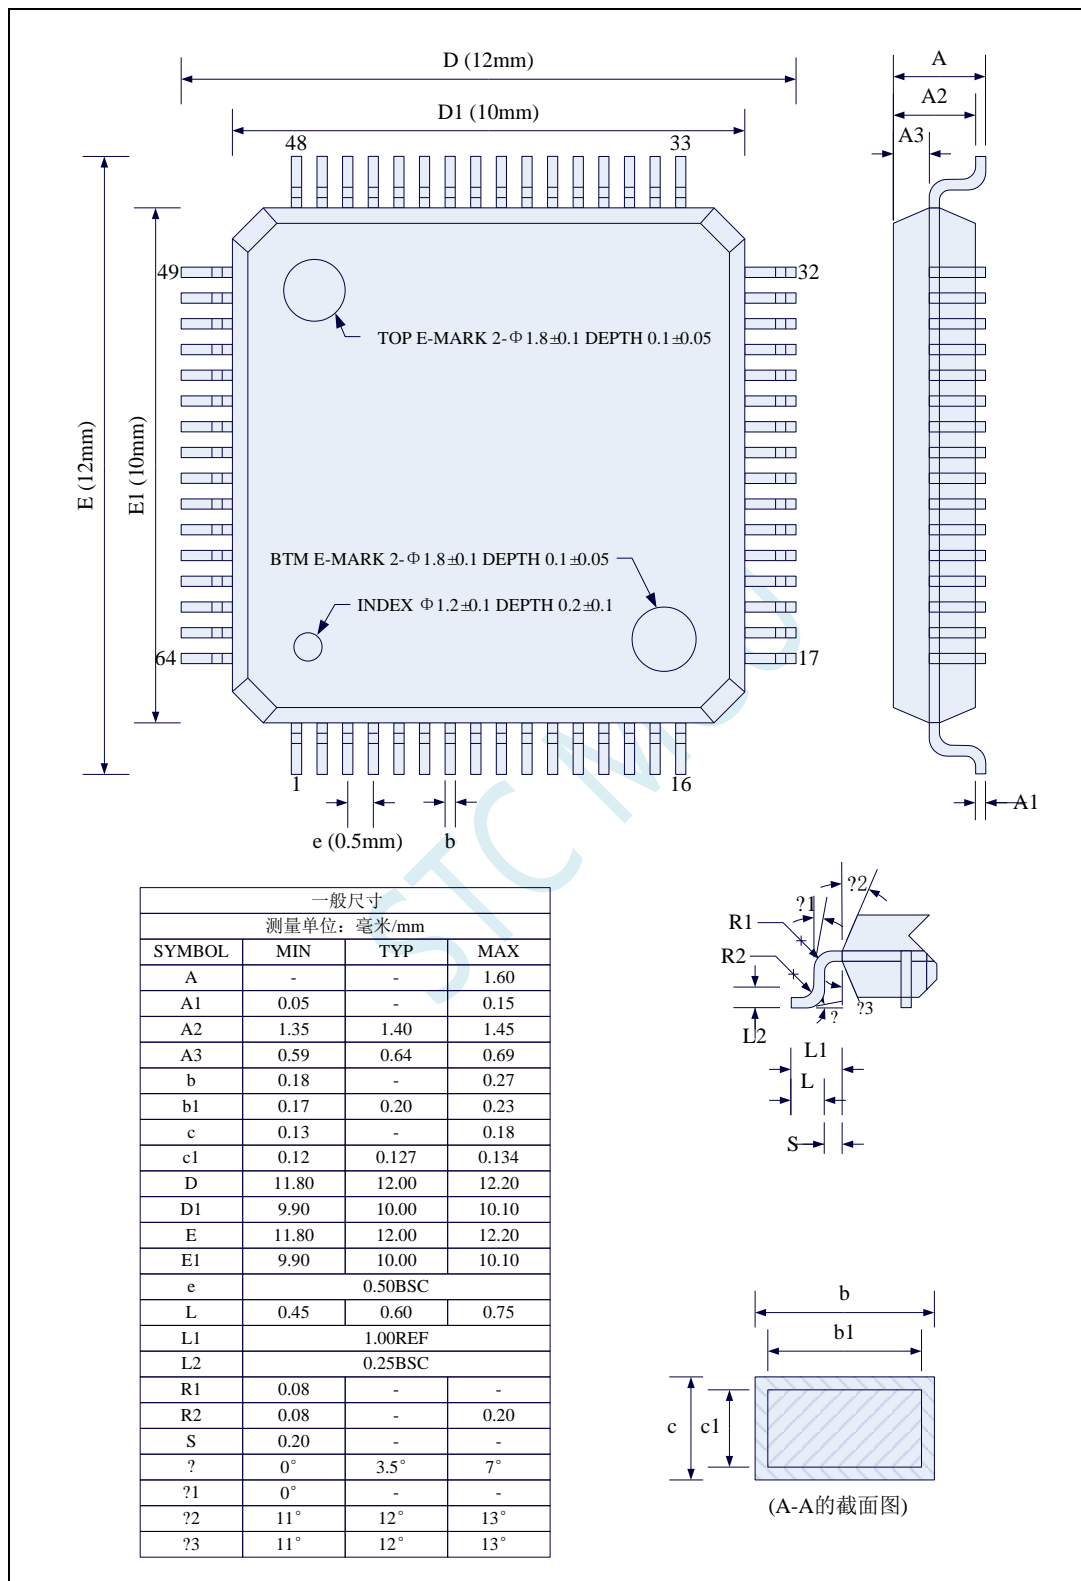 D (12mm)
A
D1 (10mm)
A2
A3
48
33
49
32
TOP E-MARK 2-Φ1.8±0.1 DEPTH 0.1±0.05
E (12mm)
E1 (10mm)
BTM E-MARK 2-Φ1.8±0.1 DEPTH 0.1±0.05
INDEX Φ1.2±0.1 DEPTH 0.2±0.1
64
17
1
16
A1
e (0.5mm)
b
STC MCU
一般尺寸
测量单位：毫米/mm
SYMBOL MIN TYP MAX
A - - 1.60
A1 0.05 - 0.15
A2 1.35 1.40 1.45
A3 0.59 0.64 0.69
b 0.18 - 0.27
b1 0.17 0.20 0.23
c 0.13 - 0.18
c1 0.12 0.127 0.134
D 11.80 12.00 12.20
D1 9.90 10.00 10.10
E 11.80 12.00 12.20
E1 9.90 10.00 10.10
e 0.50BSC
L 0.45 0.60 0.75
L1 1.00REF
L2 0.25BSC
R1 0.08 - -
R2 0.08 - 0.20
S 0.20 - -
? 0° 3.5° 7°
?1 0° - -
?2 11° 12° 13°
?3 11° 12° 13°
?2
?1
R1
R2
?
?3
L2
L1
L
S
b
b1
c
c1
(A-A的截面图)